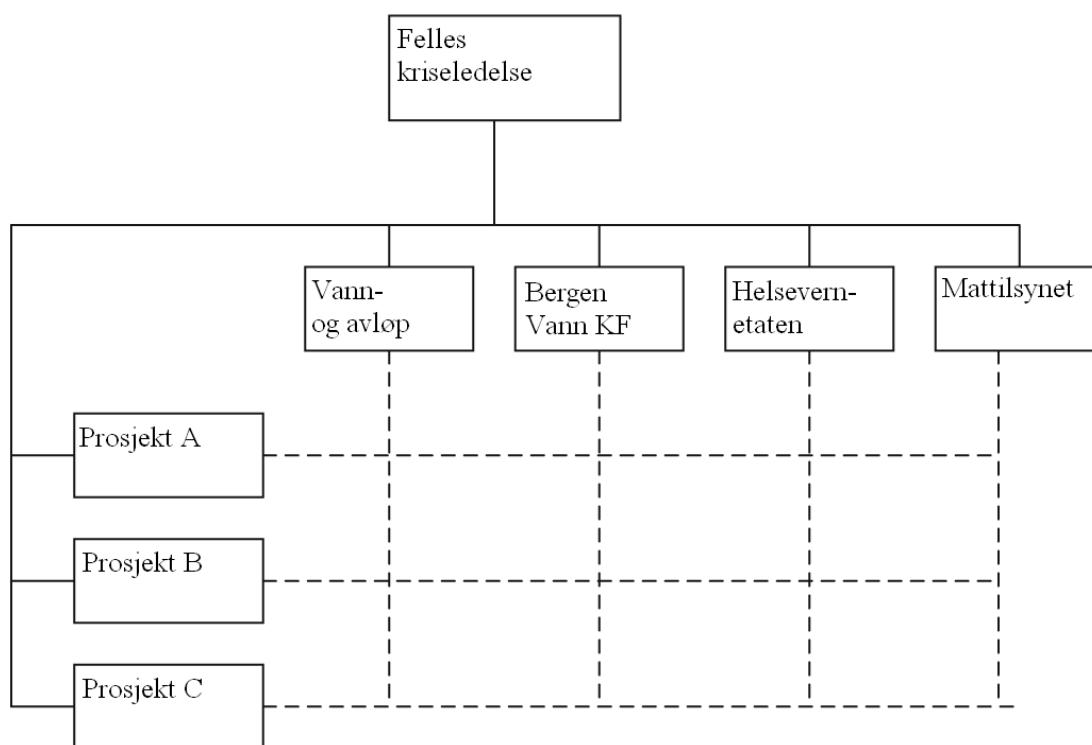 Felles
kriseledelse
Vann-
og avløp
Bergen
Vann KF
Helsevern-
etaten
Mattilsynet
Prosjekt A
Prosjekt B
Prosjekt C